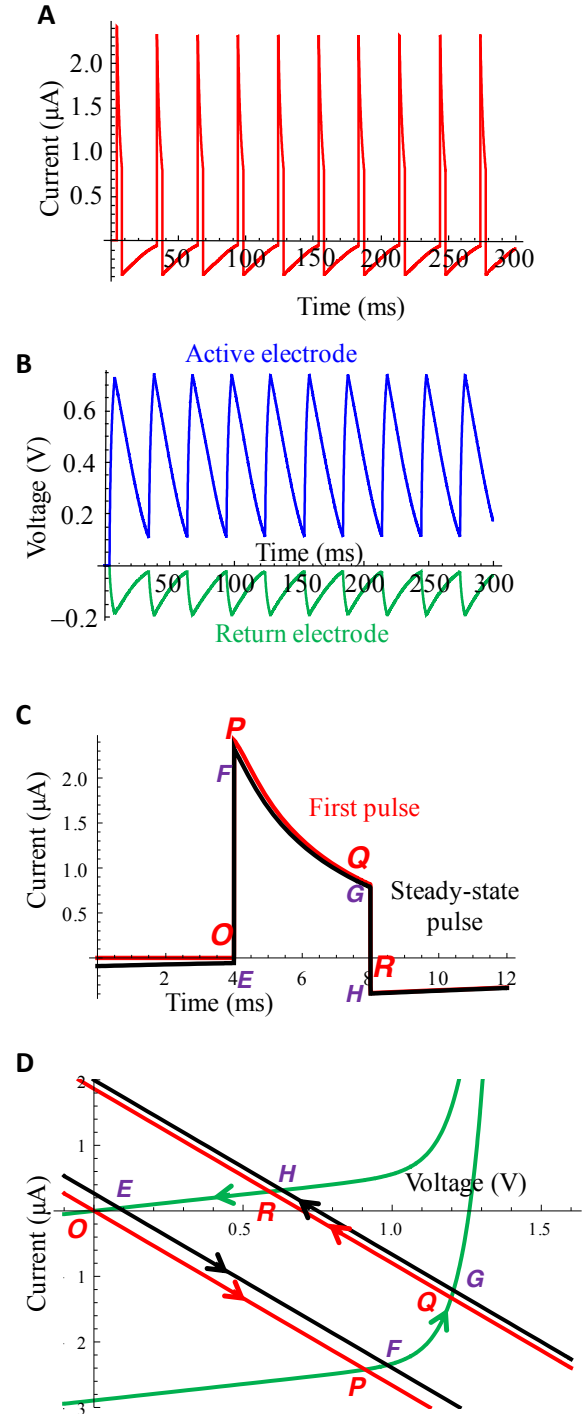 A
Current (μA)
2.0
1.5
1.0
0.5
50
100
150
200
250
300
Time (ms)
B
Active electrode
Voltage (V)
0.6
0.4
0.2
−0.2
Time (ms)
50
100
150
200
250
300
Return electrode
C
Current (μA)
2.0
1.5
1.0
0.5
P
F
First pulse
Q
G
Steady-state
pulse
O
E
R
H
2
4
6
8
10
12
Time (ms)
D
Current (μA)
2
1
0
1
2
3
E
H
Voltage (V)
O
R
0.5
1.0
1.5
G
Q
F
P